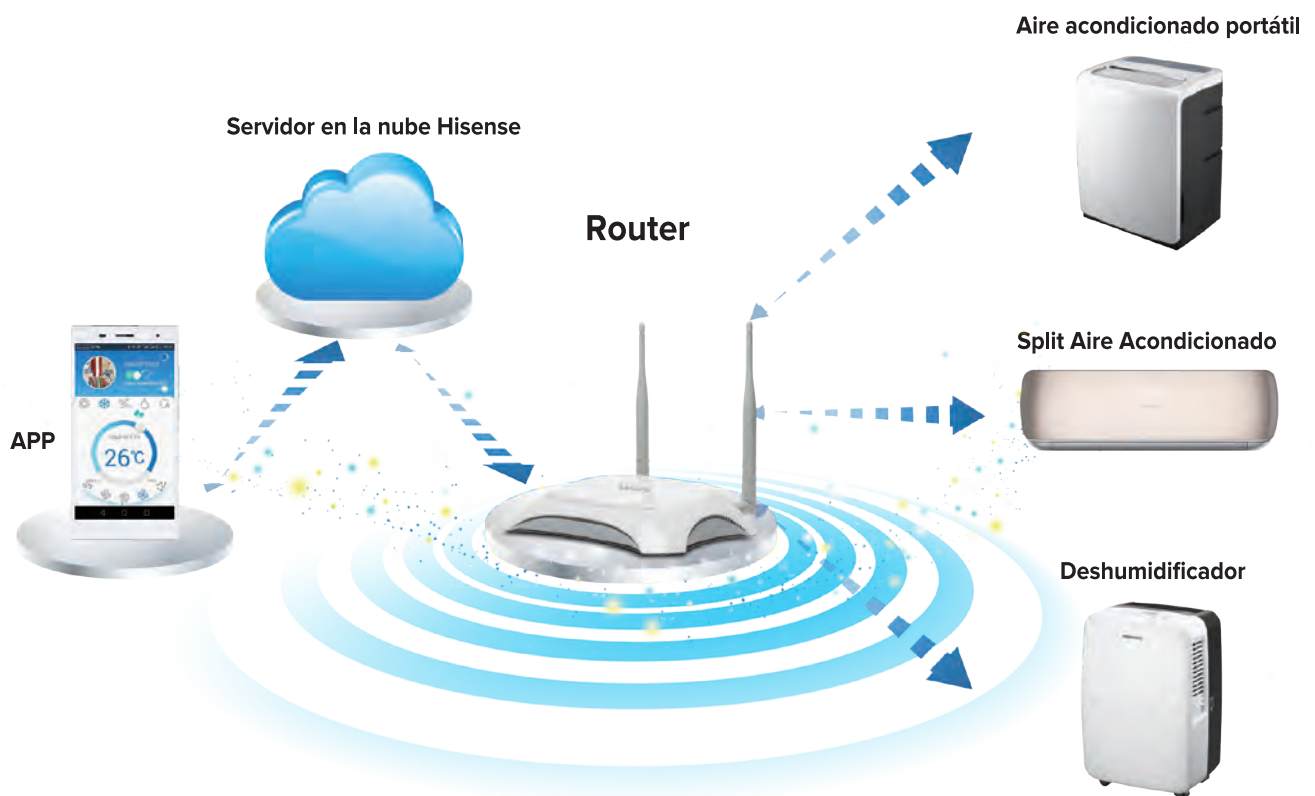 Aire acondicionado portátil
Servidor en la nube Hisense
Router
Split Aire Acondicionado
APP
26°C
Deshumidificador